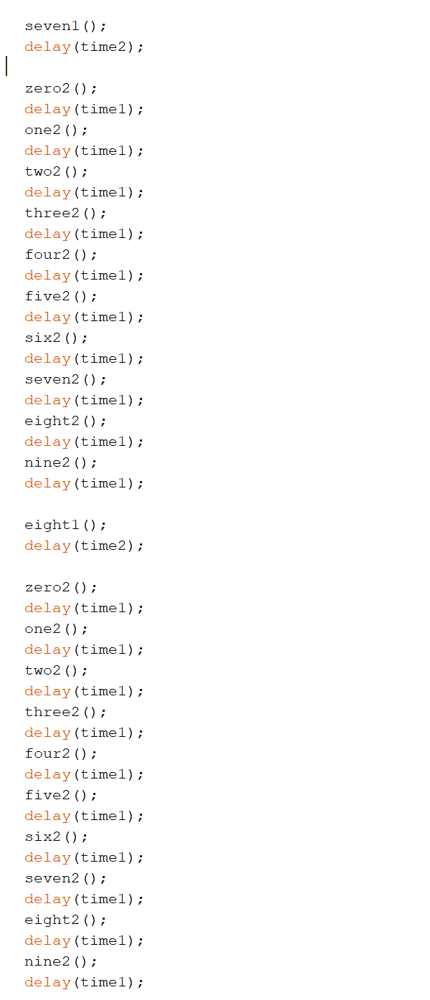 seven1();
delay(time2);
zero2();
delay(time1);
one2();
delay(time1);
two2();
delay(time1);
three2();
delay(time1);
four2();
delay(time1);
five2();
delay(time1);
six2();
delay(time1);
seven2();
delay(time1);
eight2();
delay(time1);
nine2();
delay(time1);
eight1();
delay(time2);
zero2();
delay(time1);
one2();
delay(time1);
two2();
delay(time1);
three2();
delay(time1);
four2();
delay(time1);
five2();
delay(time1);
six2();
delay(time1);
seven2();
delay(time1);
eight2();
delay(time1);
nine2();
delay(time1);